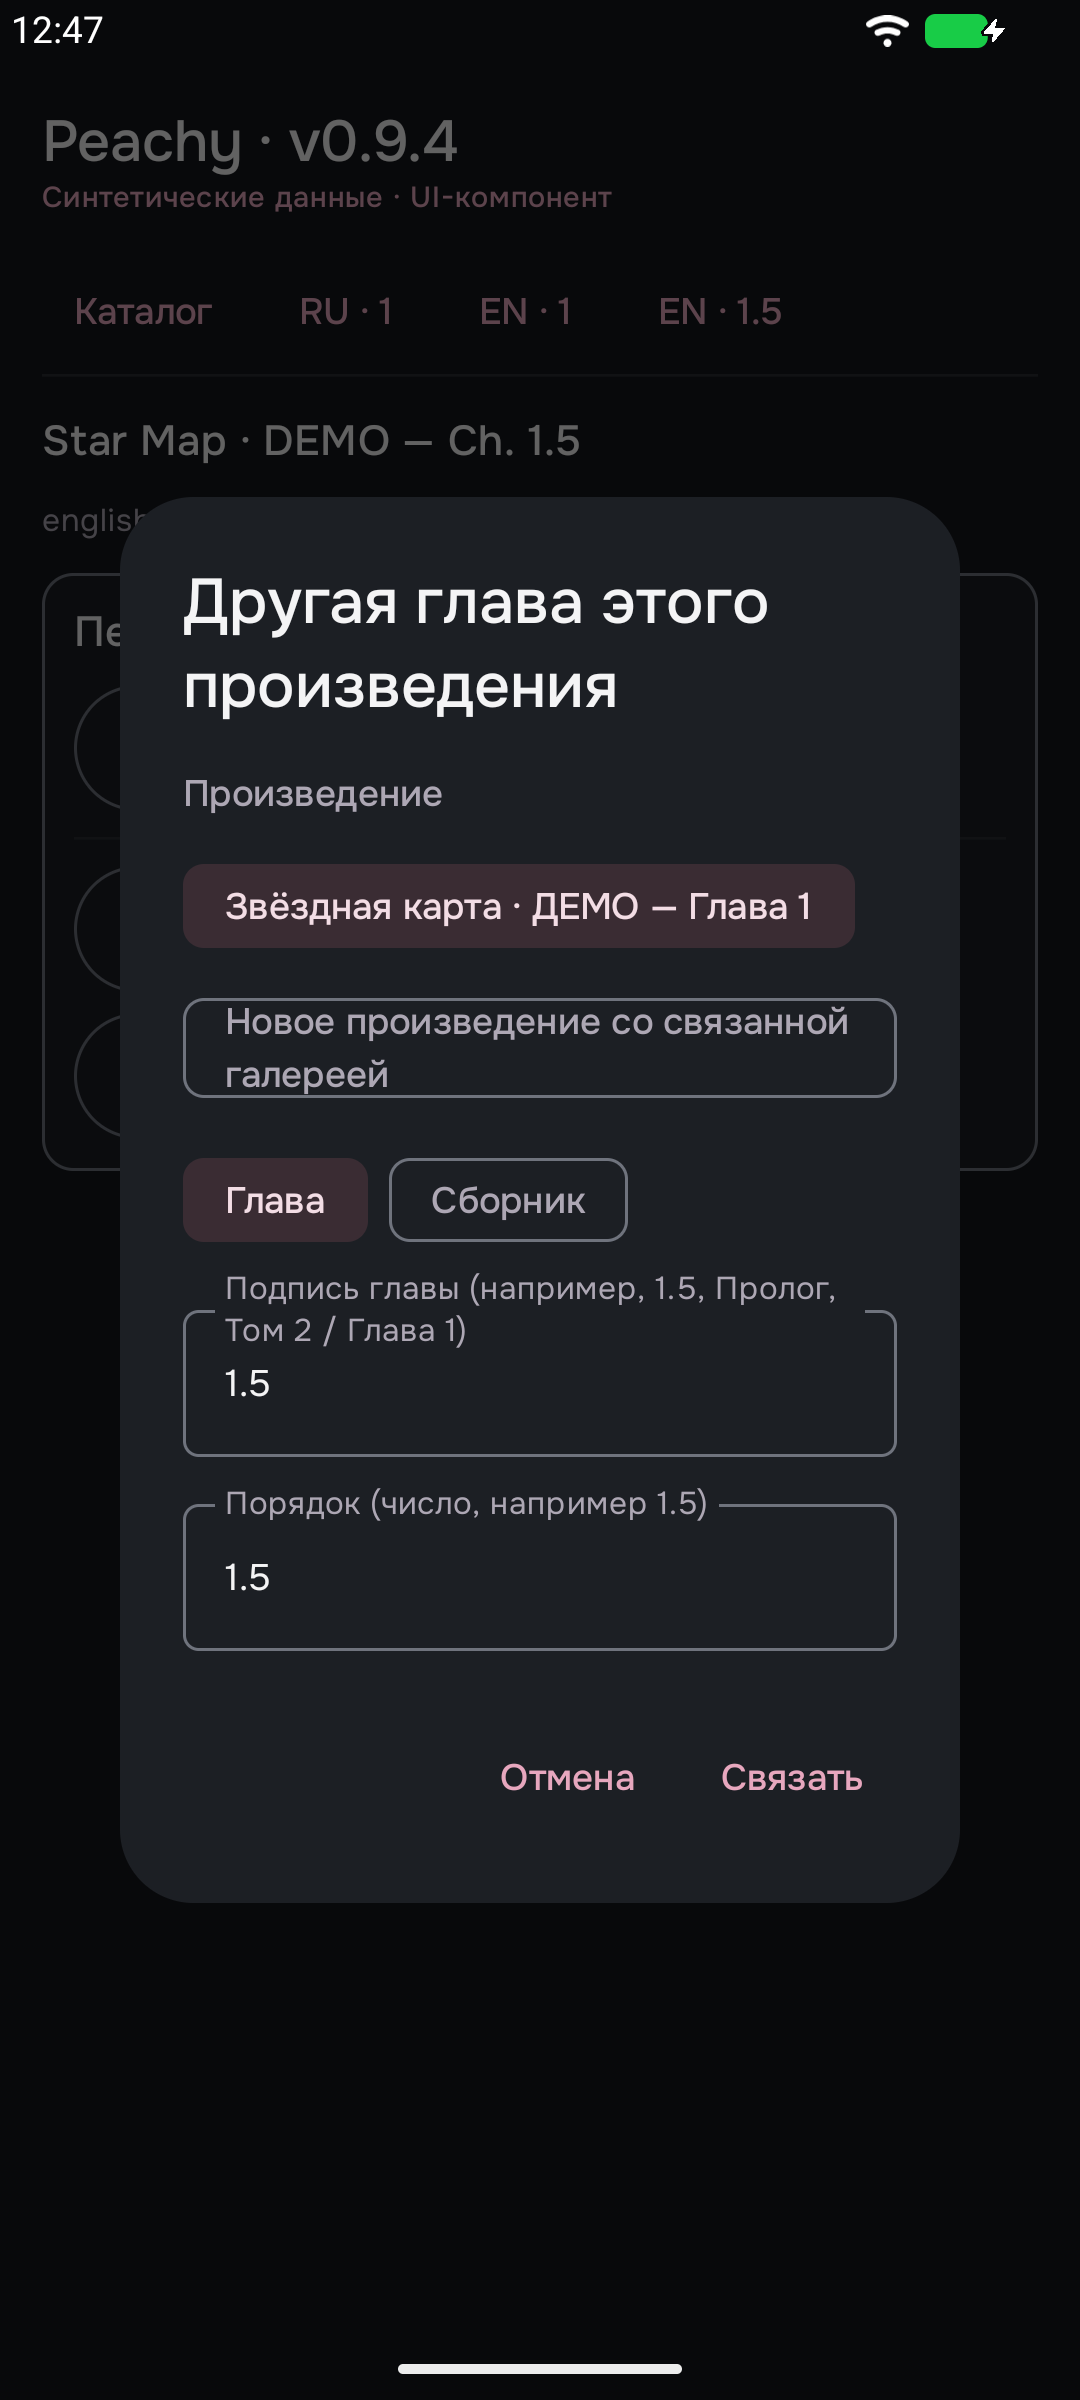 12:47
Peachy · v0.9.4
Синтетические данные · UI-компонент
Каталог RU · 1 EN · 1 EN · 1.5
Star Map · DEMO — Ch. 1.5
Другая глава этого
произведения
Произведение
Звёздная карта · ДЕМО — Глава 1
Новое произведение со связанной
галереей
Глава Сборник
Подпись главы (например, 1.5, Пролог,
Том 2 / Глава 1)
1.5
Порядок (число, например 1.5)
1.5
Отмена Связать